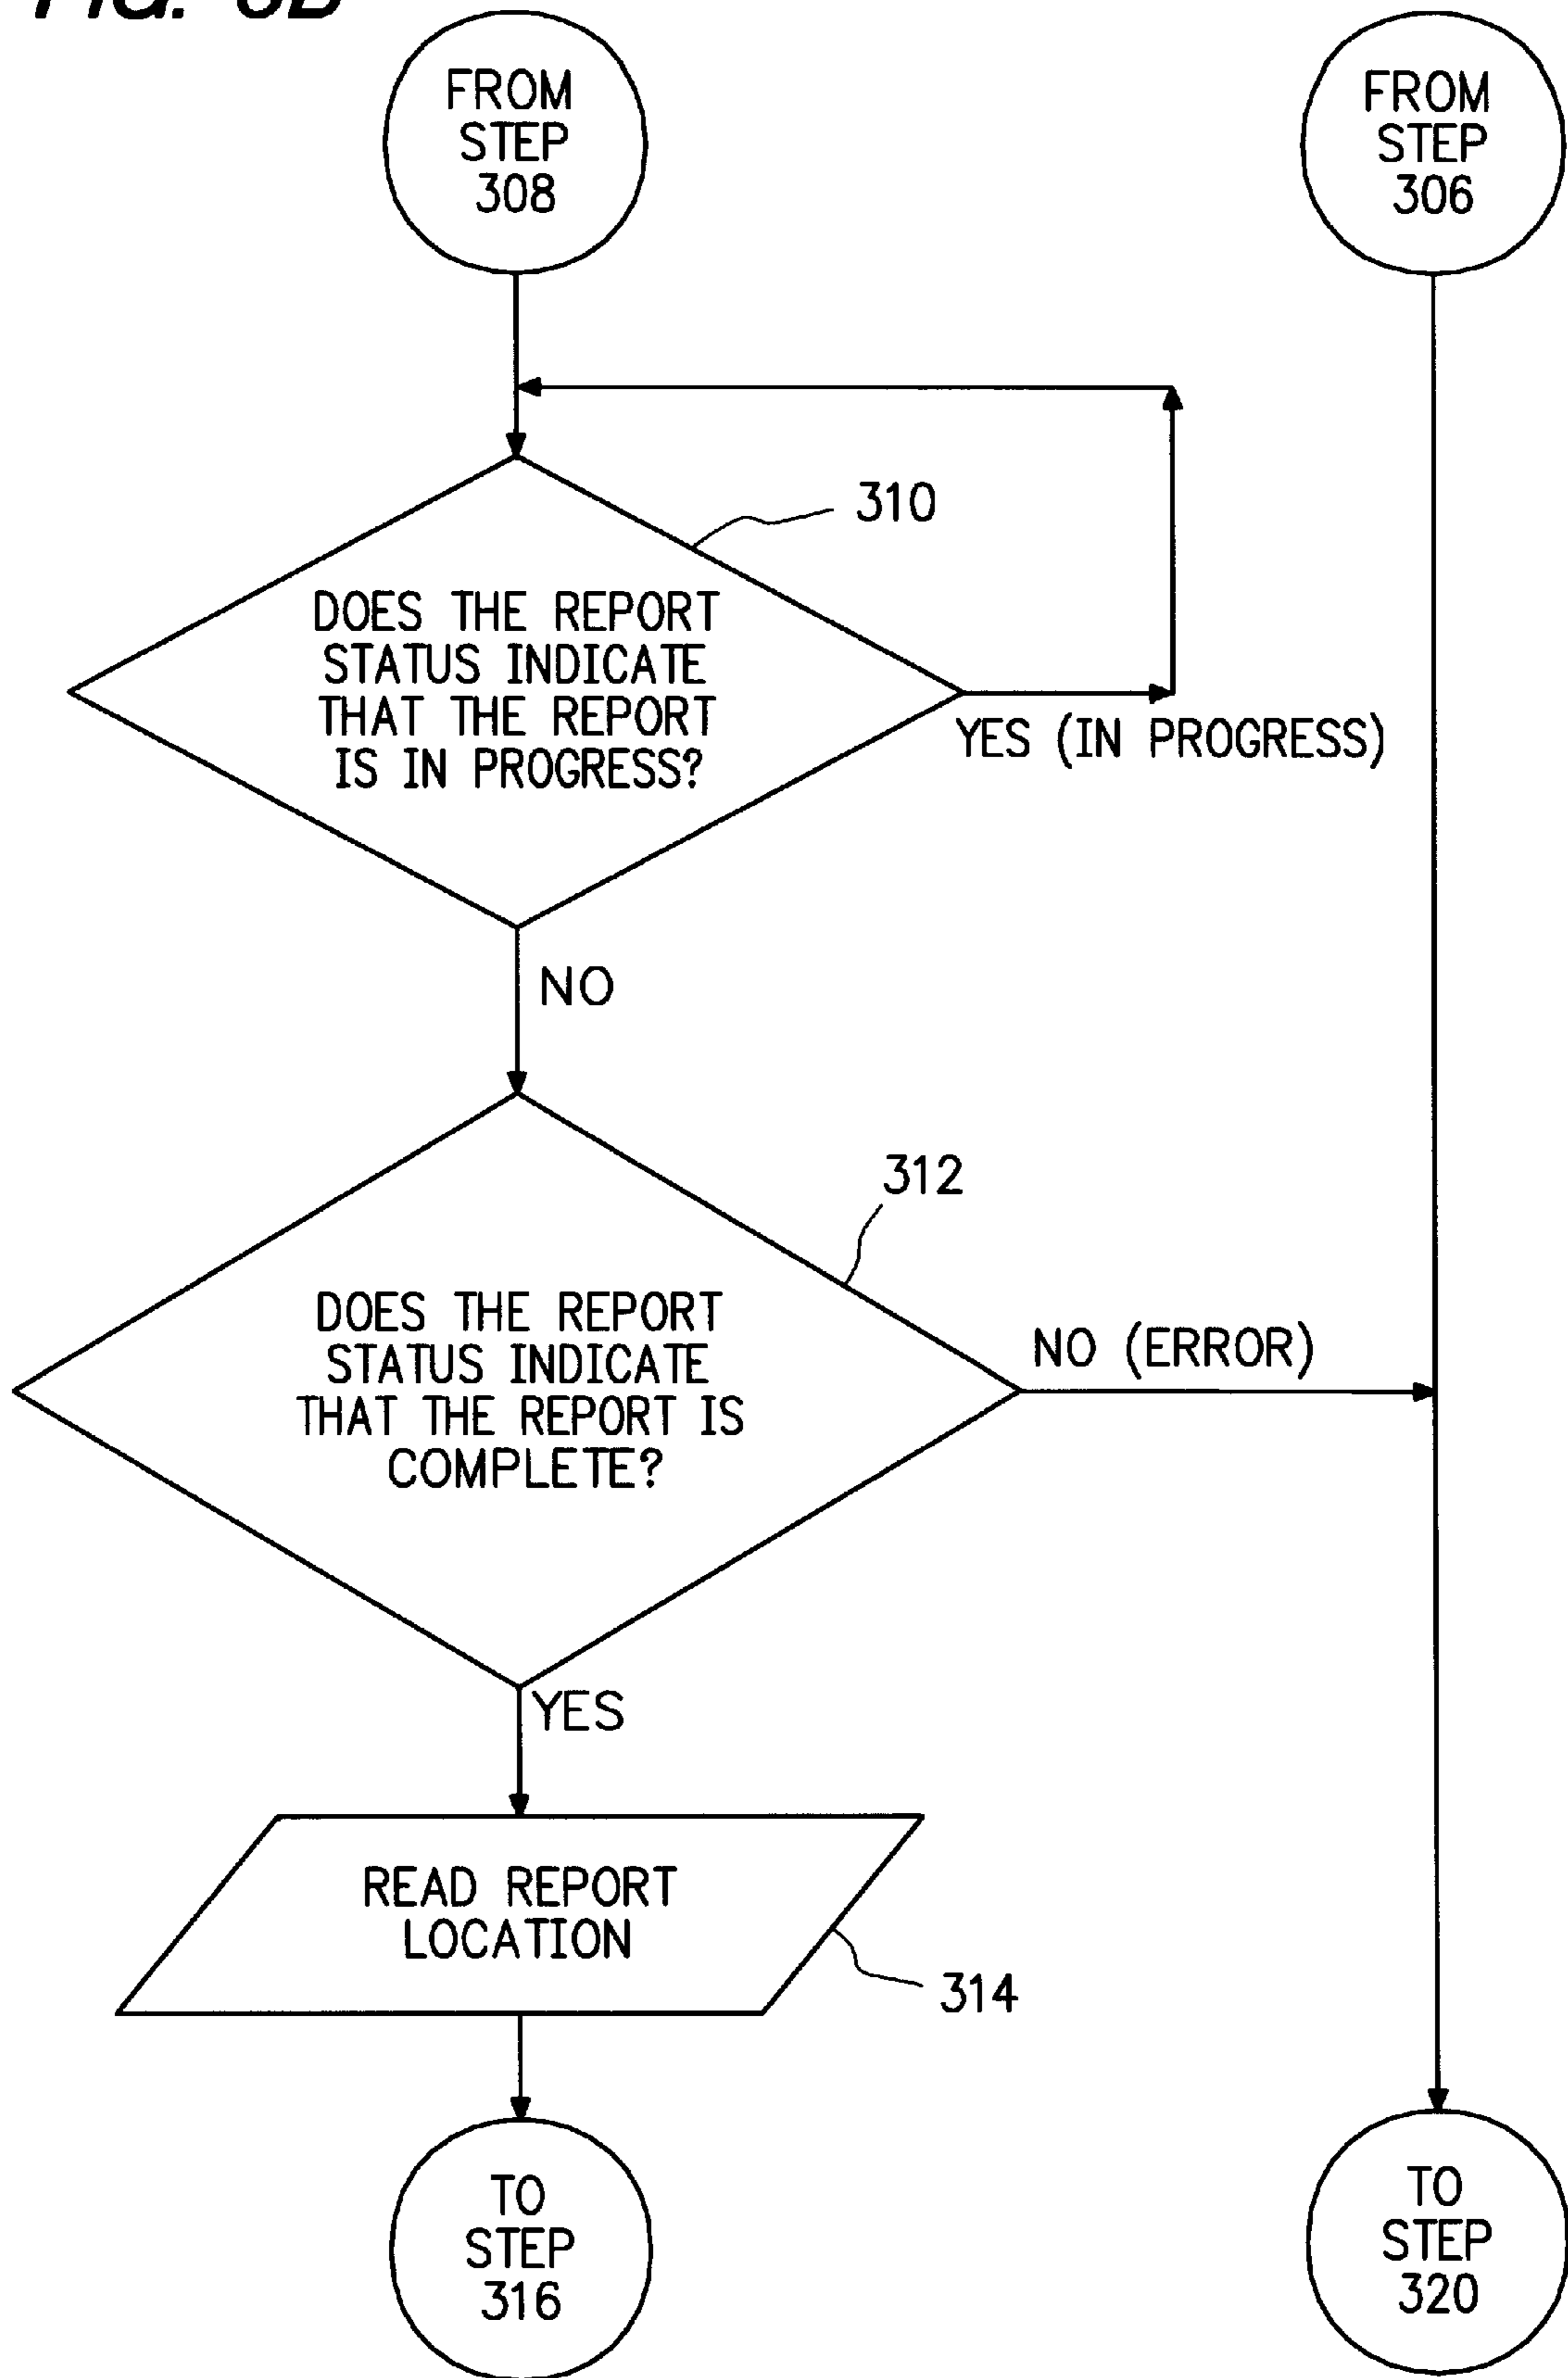 FIG.
FROM
STEP
308
FROM
STEP
306
310
DOES THE REPORT
STATUS INDICATE
THAT THE REPORT
IS IN PROGRESS?
YES (IN PROGRESS)
NO
312
DOES THE REPORT
STATUS INDICATE
THAT THE REPORT IS
COMPLETE?
NO (ERROR)
YES
READ REPORT
LOCATION
314
TO
STEP
316
TO
STEP
320